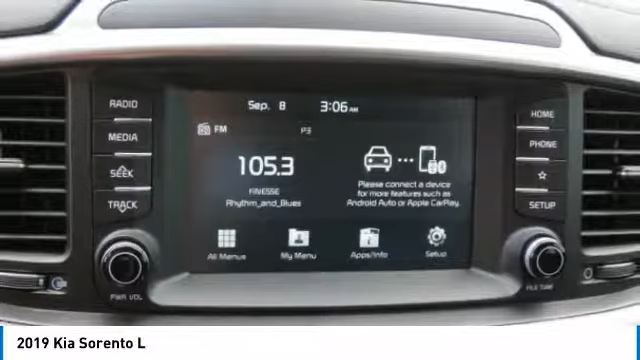 RADIO
MEDIA
SEEK
TRACK
PWR VOL
Sep. 8 3:06 AM
FM
P3
105.3
FINESSE
Rhythm_and_Blues
Please connect a device
for more features such as
Android Auto or Apple CarPlay.
All Menus My Menu Apps/Info Setup
HOME
PHONE
SETUP
FILE TUNE
2019 Kia Sorento L